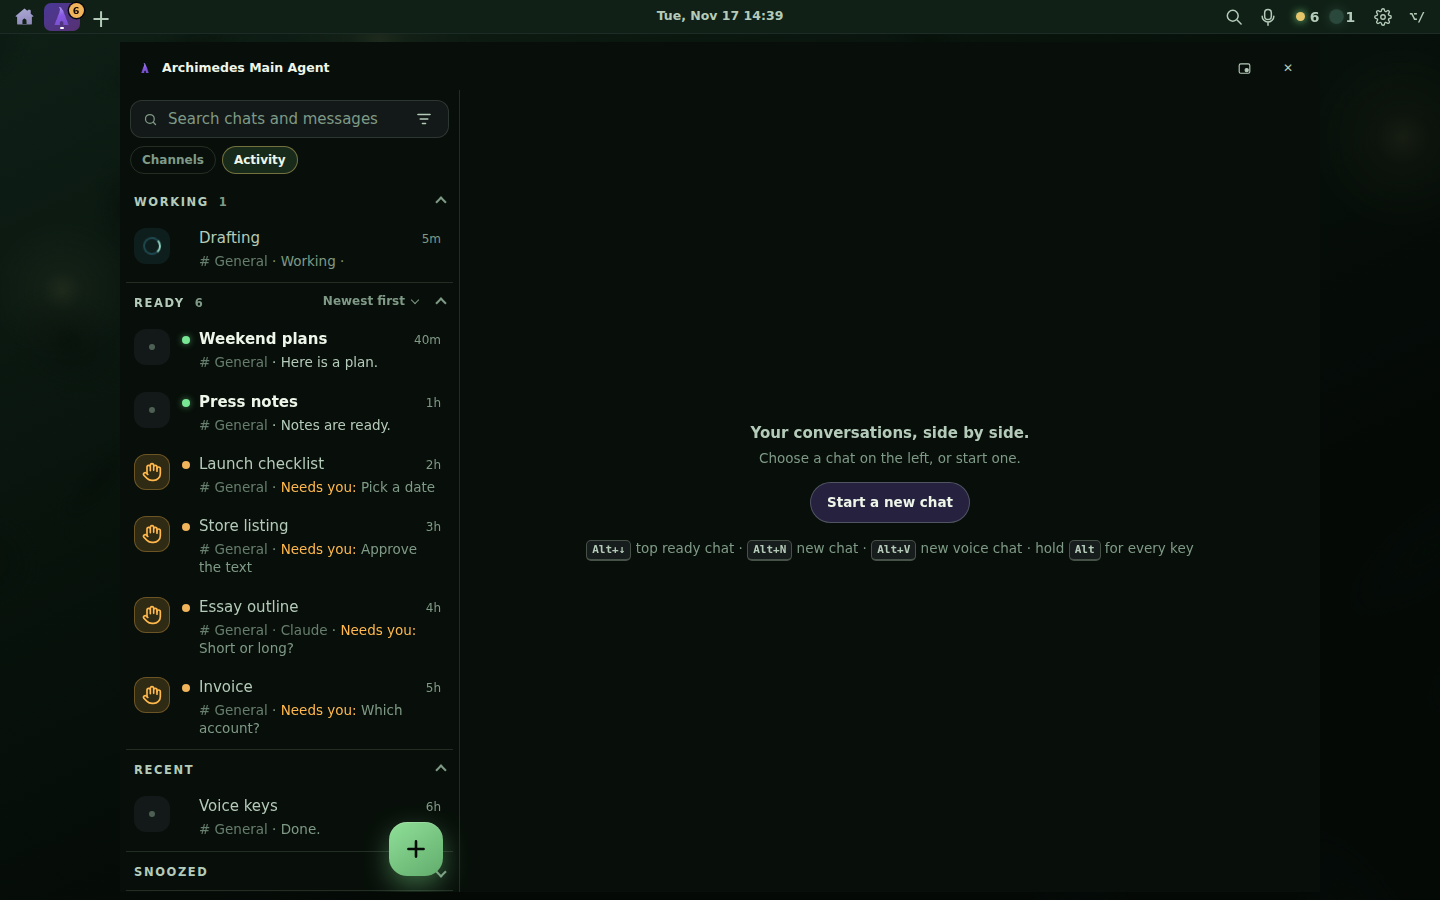 6
Tue, Nov 17 14:39
6 1
⌥/
Archimedes Main Agent
Search chats and messages
Channels Activity
WORKING 1
Drafting 5m
# General · Working ·
READY 6 Newest first
Weekend plans 40m
# General · Here is a plan.
Press notes 1h
# General · Notes are ready.
Launch checklist 2h
# General · Needs you: Pick a date
Store listing 3h
# General · Needs you: Approve
the text
Essay outline 4h
# General · Claude · Needs you:
Short or long?
Invoice 5h
# General · Needs you: Which
account?
RECENT
Voice keys 6h
# General · Done.
SNOOZED
Your conversations, side by side.
Choose a chat on the left, or start one.
Start a new chat
Alt+↓ top ready chat · Alt+N new chat · Alt+V new voice chat · hold Alt for every key